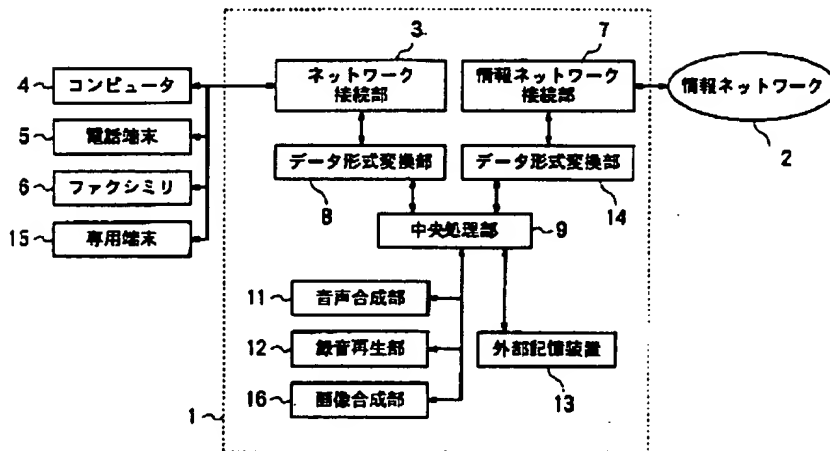 3
7
4
コンピュータ
ネットワーク
接続部
情報ネットワーク
接続部
情報ネットワーク
2
5
電話端末
6
ファクシミリ
データ形式変換部
8
データ形式変換部
14
15
専用端末
中央処理部
9
11
音声合成部
12
録音再生部
外部記憶装置
13
16
画像合成部
1